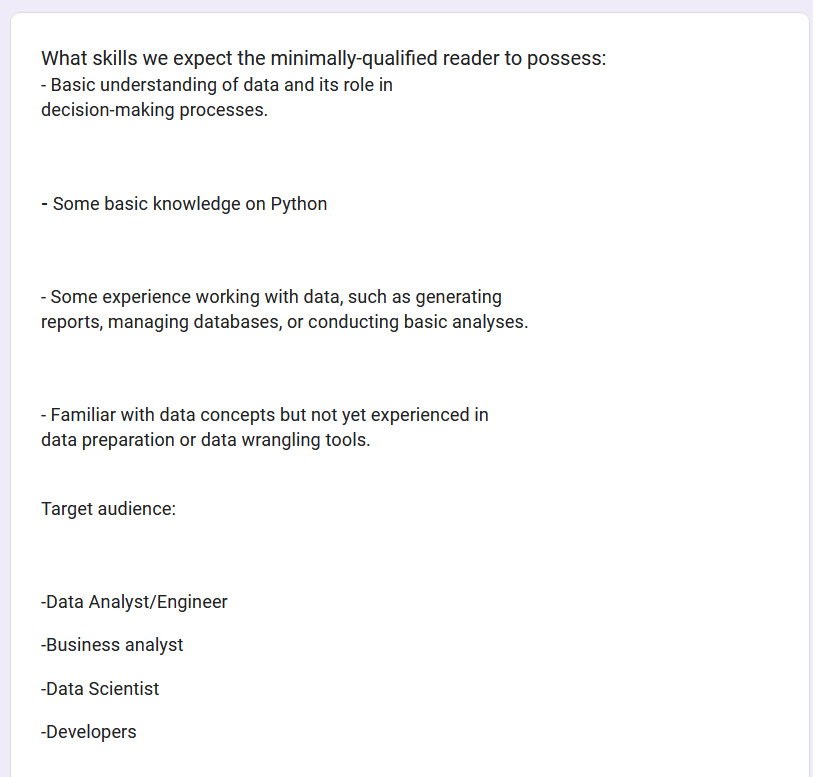 What skills we expect the minimally-qualified reader to possess:
- Basic understanding of data and its role in
decision-making processes.
- Some basic knowledge on Python
- Some experience working with data, such as generating
reports, managing databases, or conducting basic analyses.
- Familiar with data concepts but not yet experienced in
data preparation or data wrangling tools.
Target audience:
-Data Analyst/Engineer
-Business analyst
-Data Scientist
-Developers